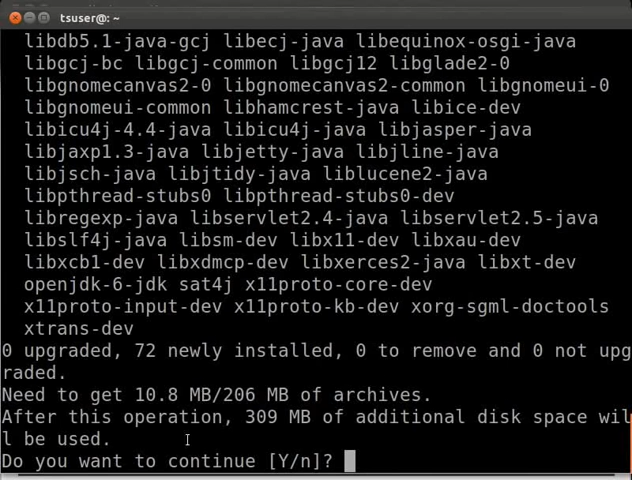 tsuser@: ~
libdb5.1-java-gcj libecj-java libequinox-osgi-java
libgcj-bc libgcj-common libgcj12 libglade2-0
libgnomecanvas2-0 libgnomecanvas2-common libgnomeui-0
libgnomeui-common libhamcrest-java libice-dev
libicu4j-4.4-java libicu4j-java libjasper-java
libjaxp1.3-java libjetty-java libjline-java
libjsch-java libjtidy-java liblucene2-java
libpthread-stubs0 libpthread-stubs0-dev
libregexp-java libservlet2.4-java libservlet2.5-java
libslf4j-java libsm-dev libx11-dev libxau-dev
libxcb1-dev libxdmcp-dev libxerces2-java libxt-dev
openjdk-6-jdk sat4j x11proto-core-dev
x11proto-input-dev x11proto-kb-dev xorg-sgml-doctools
xtrans-dev
0 upgraded, 72 newly installed, 0 to remove and 0 not upg
raded.
Need to get 10.8 MB/206 MB of archives.
After this operation, 309 MB of additional disk space wil
l be used.
Do you want to continue [Y/n]?